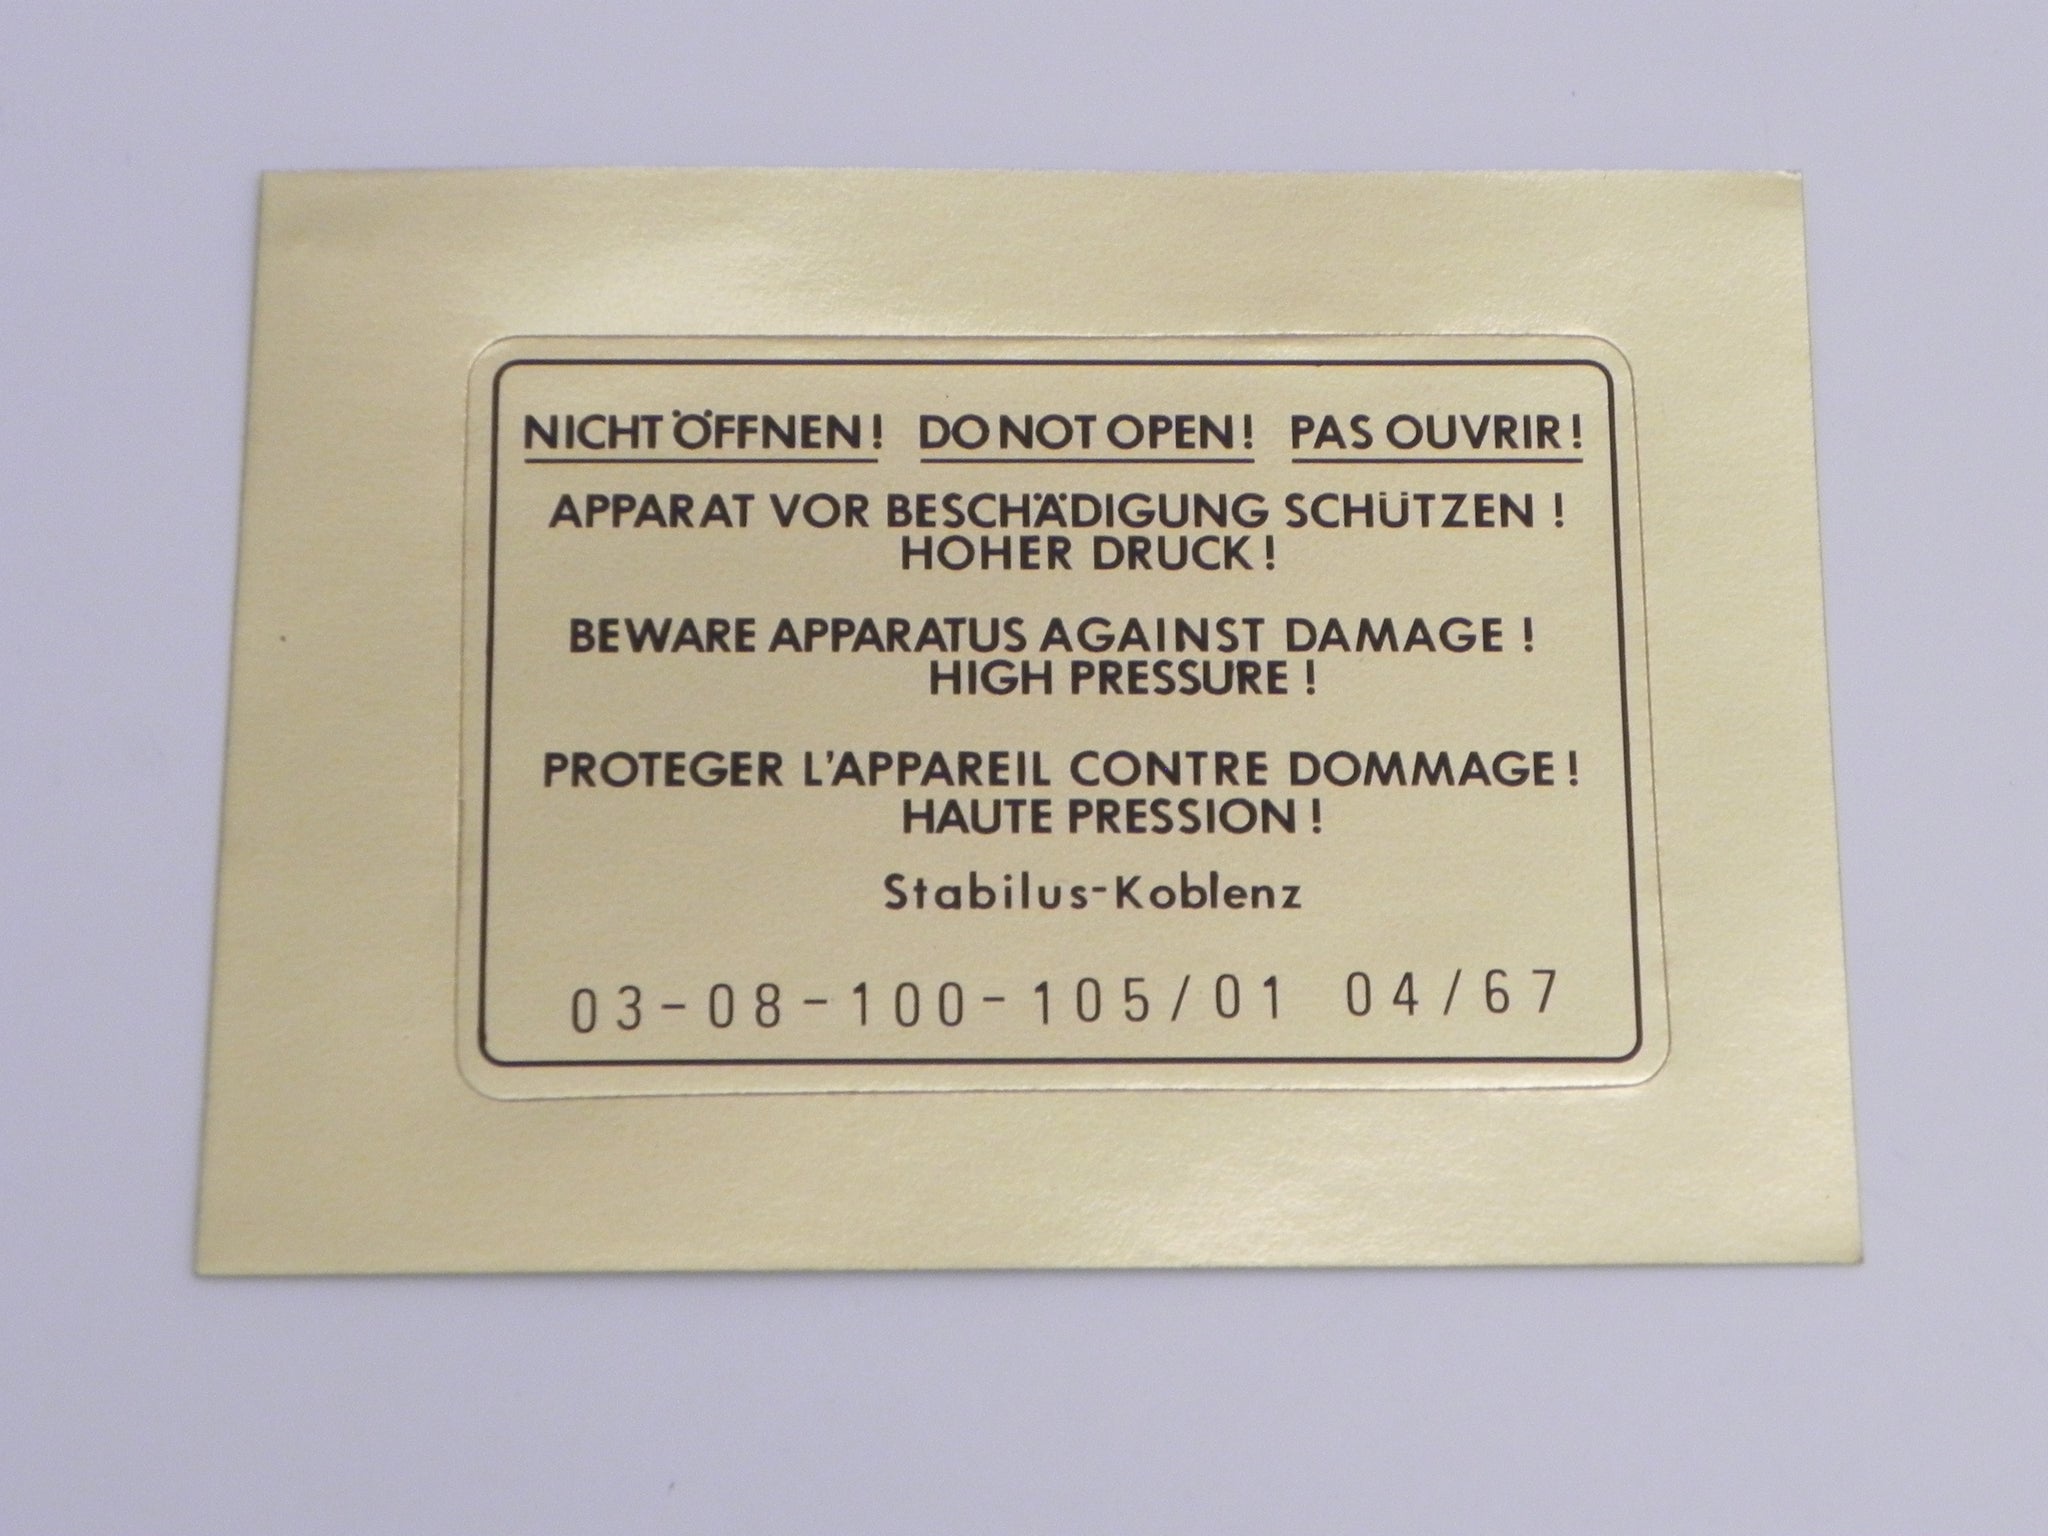 NICHT ÖFFNEN! DO NOT OPEN! PAS OUVRIR!
APPARAT VOR BESCHÄDIGUNG SCHÜTZEN !
HOHER DRUCK!
BEWARE APPARATUS AGAINST DAMAGE !
HIGH PRESSURE !
PROTEGER L'APPAREIL CONTRE DOMMAGE!
HAUTE PRESSION !
Stabilus-Koblenz
03-08-100-105/01 04/67